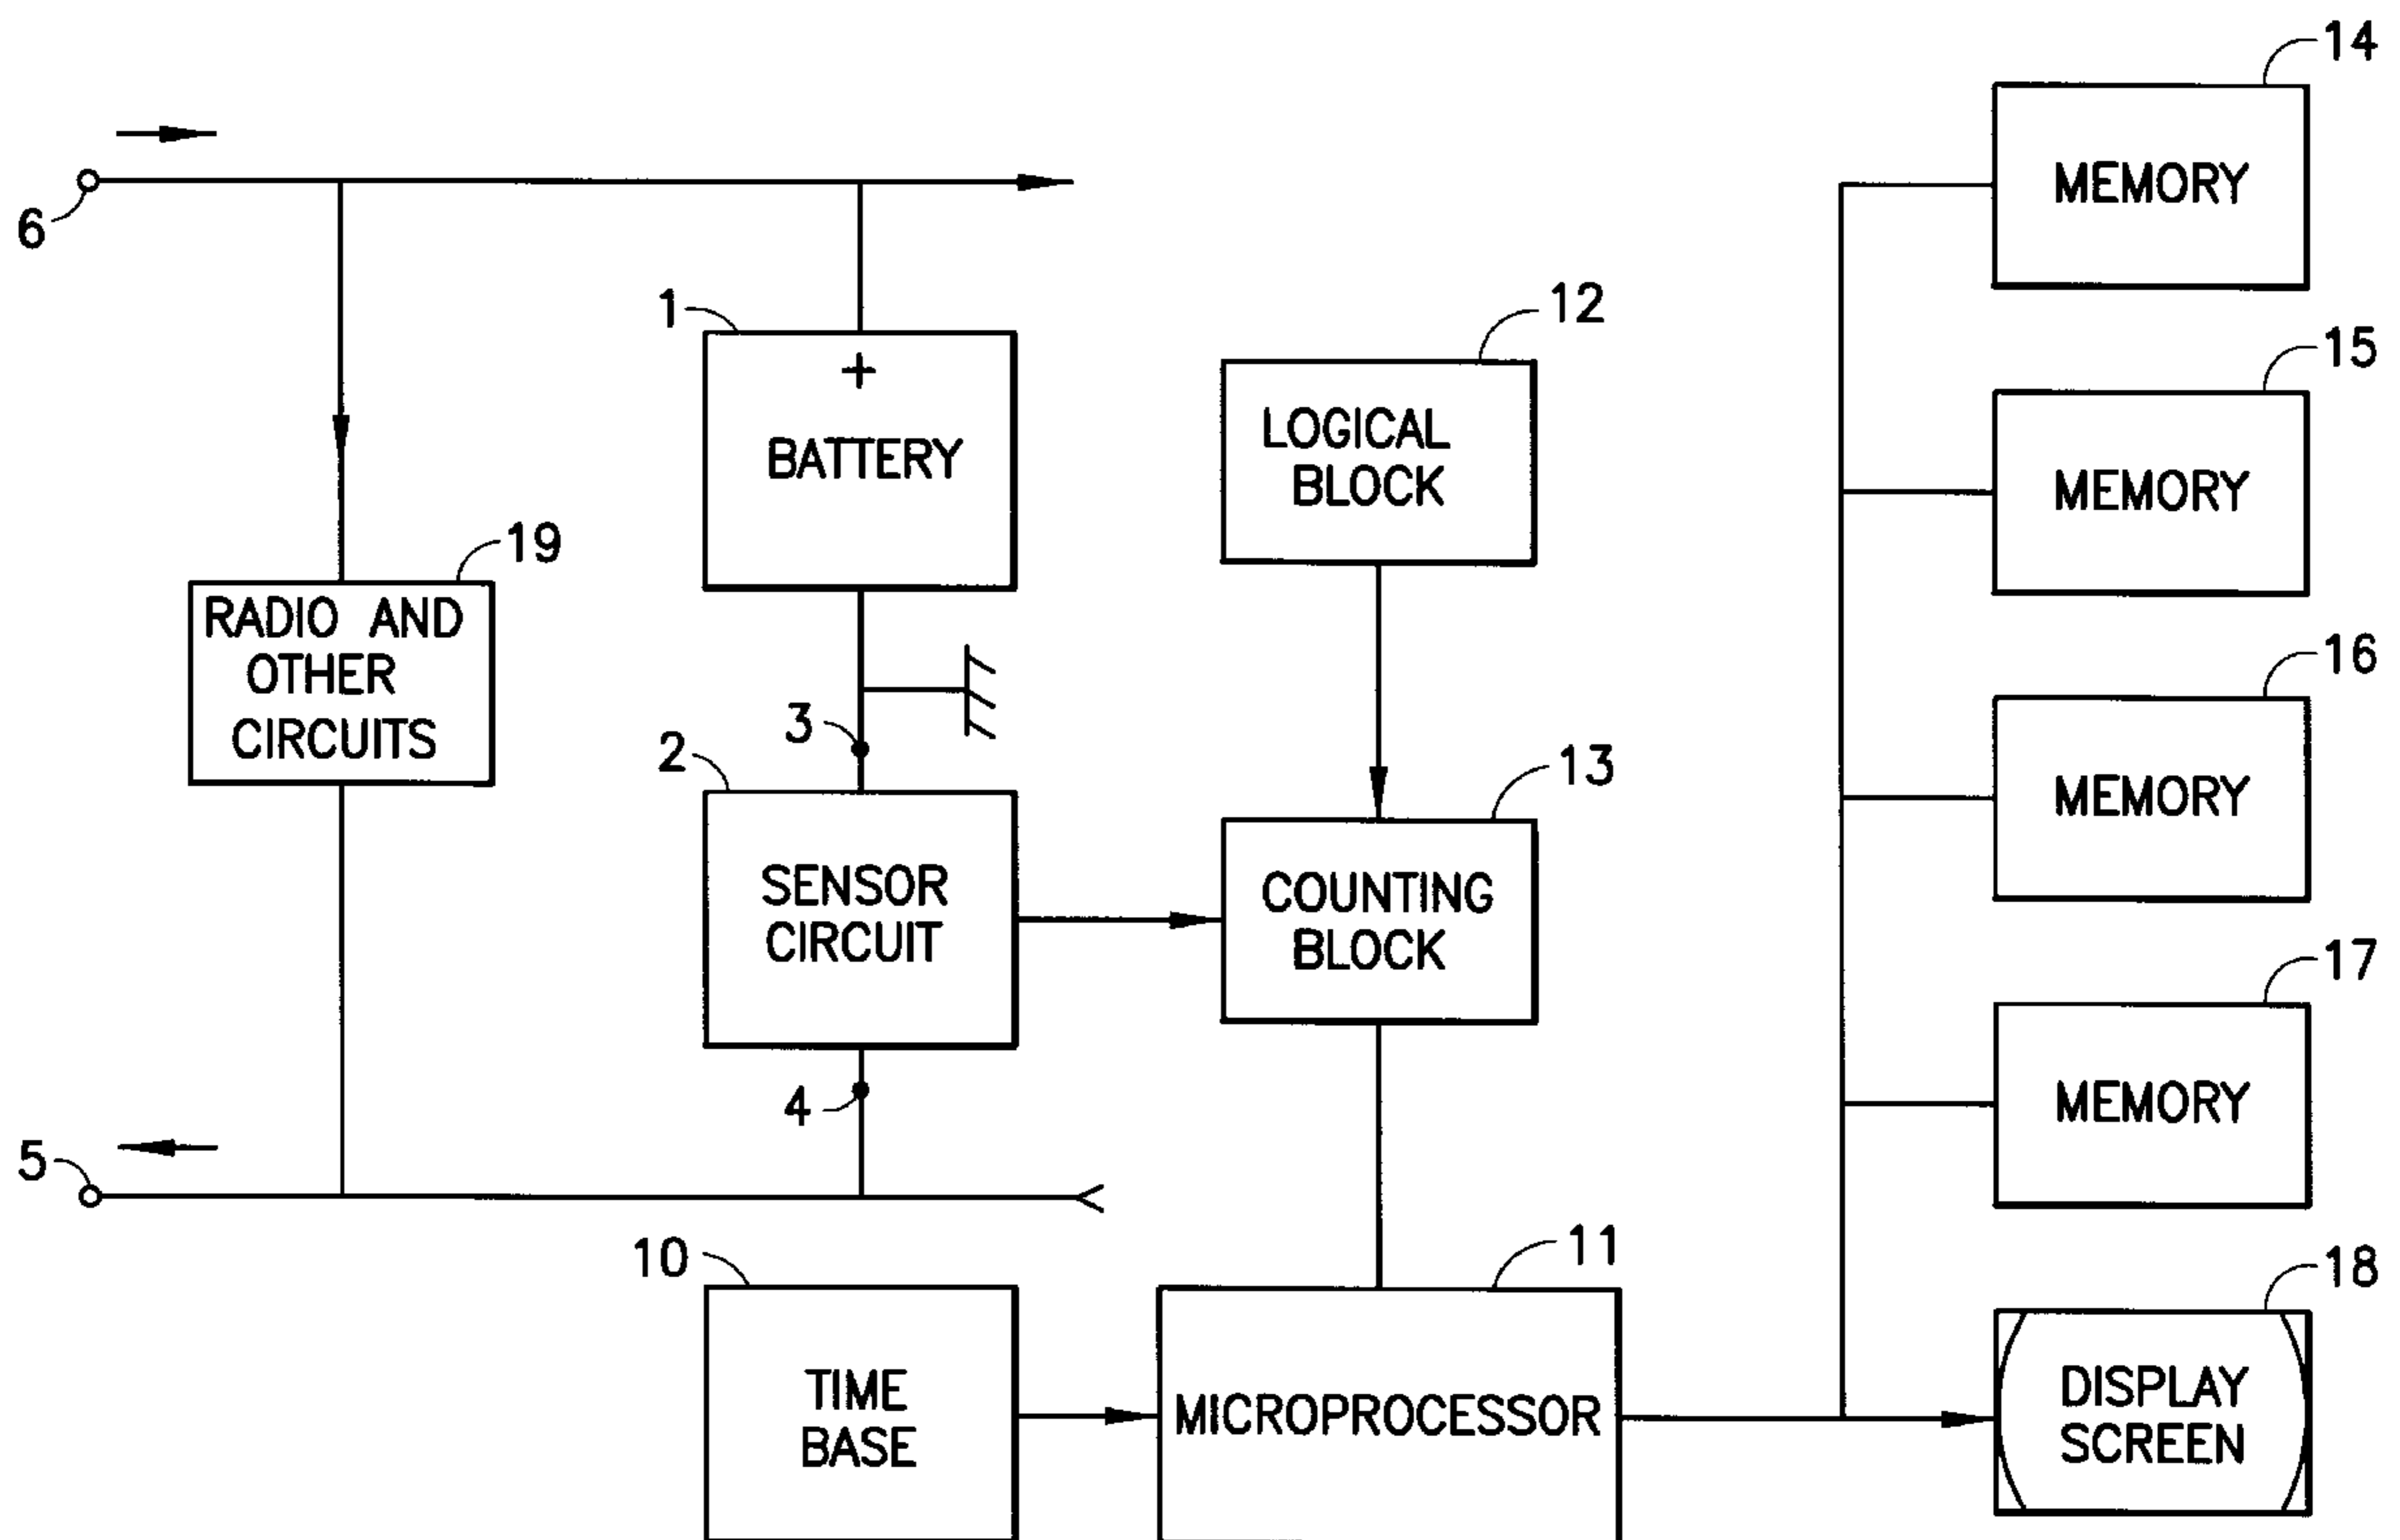 14
MEMORY
6
1
+
BATTERY
12
LOGICAL
BLOCK
15
MEMORY
19
RADIO AND
OTHER
CIRCUITS
16
MEMORY
3
2
SENSOR
CIRCUIT
13
COUNTING
BLOCK
17
MEMORY
4
5
10
TIME
BASE
11
MICROPROCESSOR
18
DISPLAY
SCREEN